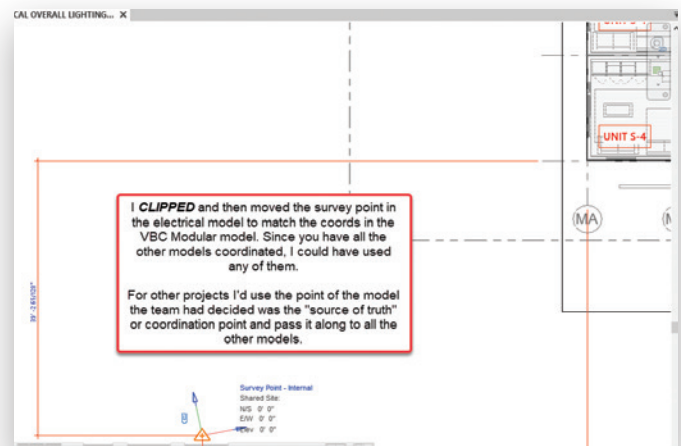 CAL OVERALL LIGHTING... X
UNIT S-4
I CLIPPED and then moved the survey point in
the electrical model to match the coords in the
VBC Modular model. Since you have all the
other models coordinated, I could have used
any of them.
For other projects I'd use the point of the model
the team had decided was the "source of truth"
or coordination point and pass it along to all the
other models.
MA
Survey Point - Internal
Shared Site:
N/S 0' 0"
E/W 0' 0"
Elev 0' 0"